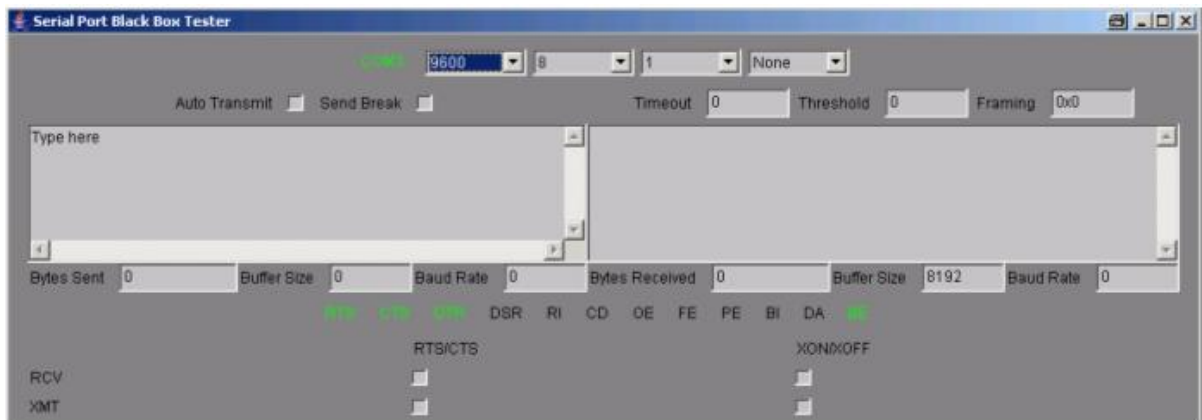 Serial Port Black Box Tester
9600 8 1 None
Auto Transmit Send Break Timeout 0 Threshold 0 Framing 0x0
Type here
Bytes Sent 0 Buffer Size 0 Baud Rate 0 Bytes Received 0 Buffer Size 8192 Baud Rate 0
RTS CTS DTR DSR RI CD OE FE PE BI DA BE
RTS/CTS XON/XOFF
RCV
XMT